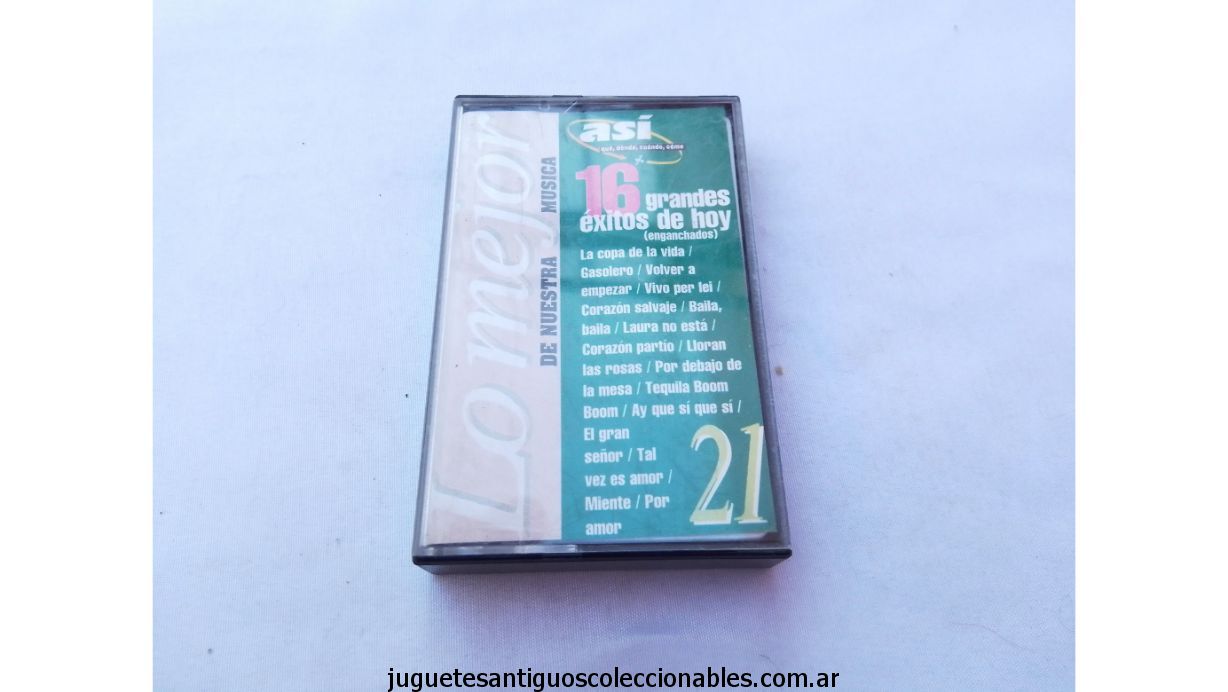 Lo mejor
DE NUESTRA MUSICA
así
qué, dónde, cuándo, cómo
16 grandes
éxitos de hoy
(enganchados)
La copa de la vida /
Gasolero / Volver a
empezar / Vivo per lei /
Corazón salvaje / Baila,
baila / Laura no está /
Corazón partío / Lloran
las rosas / Por debajo de
la mesa / Tequila Boom
Boom / Ay que sí que sí /
El gran
señor / Tal
vez es amor /
Miente / Por
amor
21
juguetesantiguoscoleccionables.com.ar